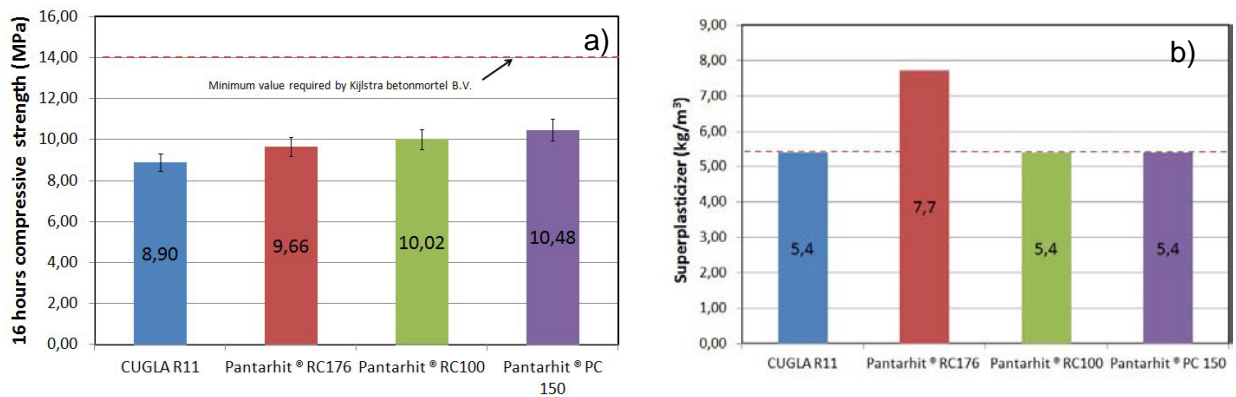 a)
16 hours compressive strength (MPa)
16,00
14,00
12,00
10,00
8,00
6,00
4,00
2,00
0,00
Minimum value required by Kijlstra betonmortel B.V.
8,90
9,66
10,02
10,48
CUGLA R11
Pantarhit ® RC176
Pantarhit ® RC100
Pantarhit ® PC
150
b)
Superplasticizer (kg/m³)
9,00
8,00
7,00
6,00
5,00
4,00
3,00
2,00
1,00
0,00
5,4
7,7
5,4
5,4
CUGLA R11
Pantarhit ® RC176
Pantarhit ® RC100
Pantarhit ® PC 150